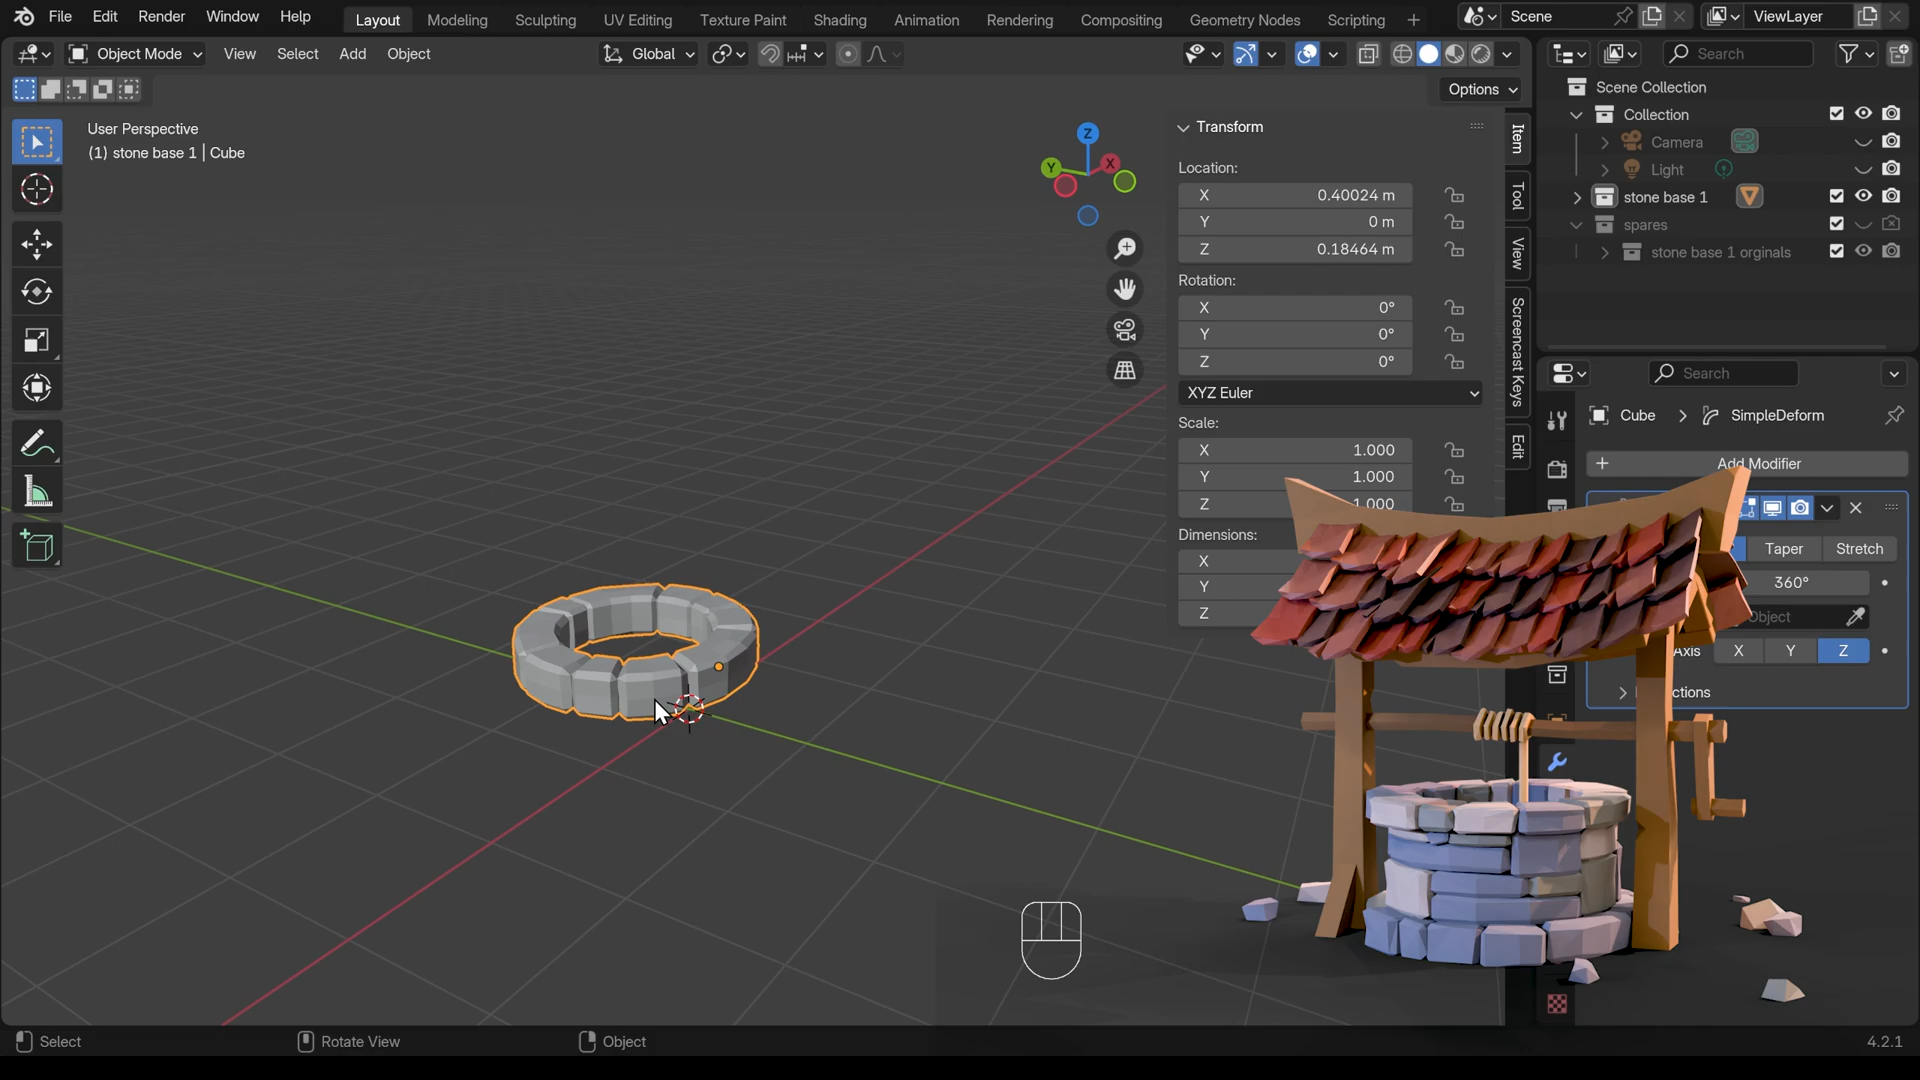 File Edit Render Window Help Layout Modeling Sculpting UV Editing Texture Paint Shading Animation Rendering Compositing Geometry Nodes Scripting + Scene ViewLayer
Object Mode View Select Add Object Global Search
Options
User Perspective
(1) stone base 1 | Cube
Z
Y
X
Transform
Location:
X 0.40024 m
Y 0 m
Z 0.18464 m
Rotation:
X 0°
Y 0°
Z 0°
XYZ Euler
Scale:
X 1.000
Y 1.000
Z 1.000
Dimensions:
X
Y
Z
Item
Tool
View
Screencast Keys
Edit
Scene Collection
Collection
Camera
Light
stone base 1
spares
stone base 1 orginals
Search
Cube > SimpleDeform
+ Add Modifier
Taper Stretch
360°
Object
Axis X Y Z
Select Rotate View Object 4.2.1